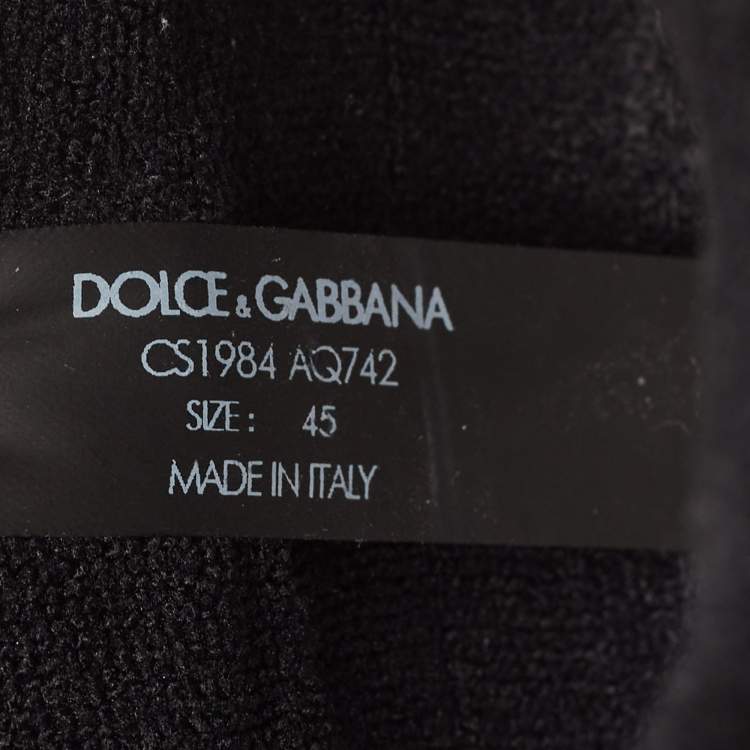 DOLCE & GABBANA
CS1984 AQ742
SIZE: 45
MADE IN ITALY